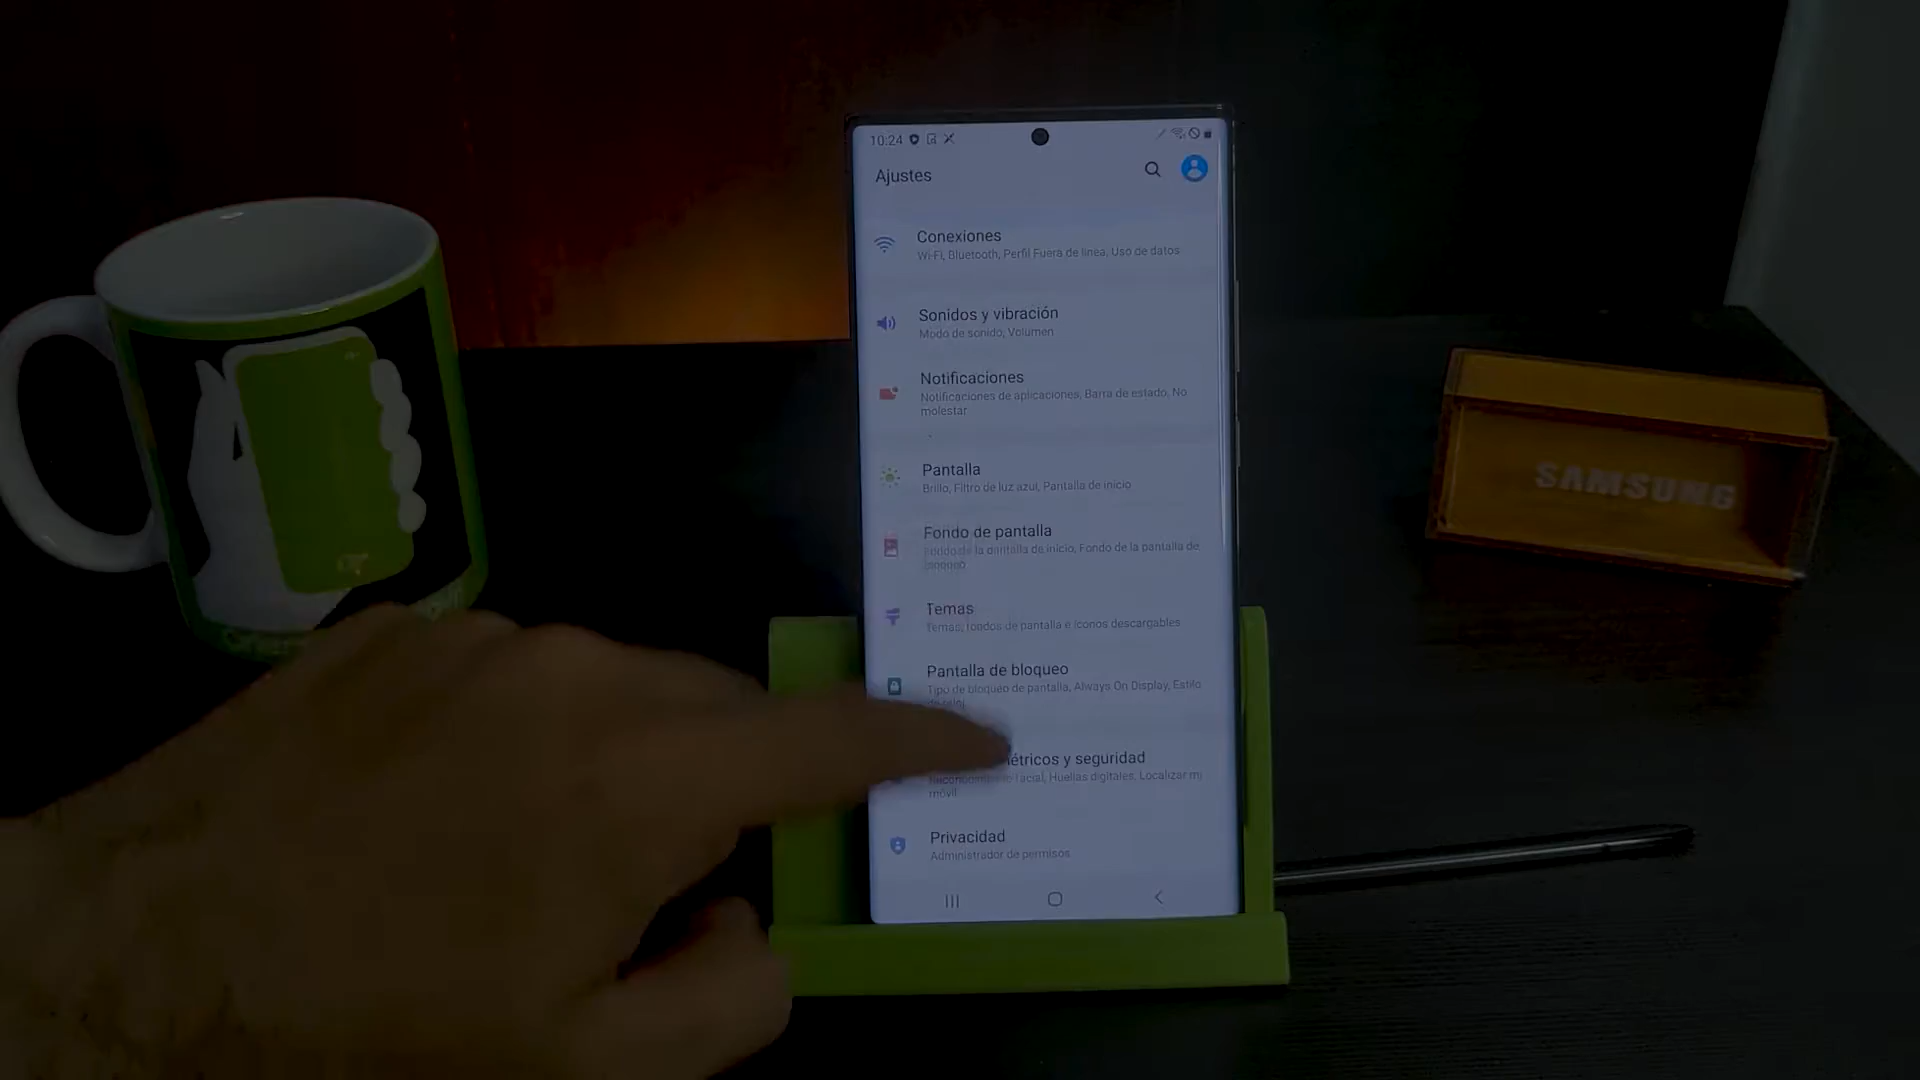 10:24
Ajustes
Conexiones
Wi-Fi, Bluetooth, Perfil Fuera de línea, Uso de datos
Sonidos y vibración
Modo de sonido, Volumen
Notificaciones
Notificaciones de aplicaciones, Barra de estado, No
molestar
Pantalla
Brillo, Filtro de luz azul, Pantalla de inicio
Fondo de pantalla
Fondo de la pantalla de inicio, Fondo de la pantalla de
Temas
Temas, fondos de pantalla e iconos descargables
Pantalla de bloqueo
Tipo de bloqueo de pantalla, Always On Display, Estilo
étricos y seguridad
facial, Huellas digitales, Localizar mi
móvil
Privacidad
Administrador de permisos
SAMSUNG